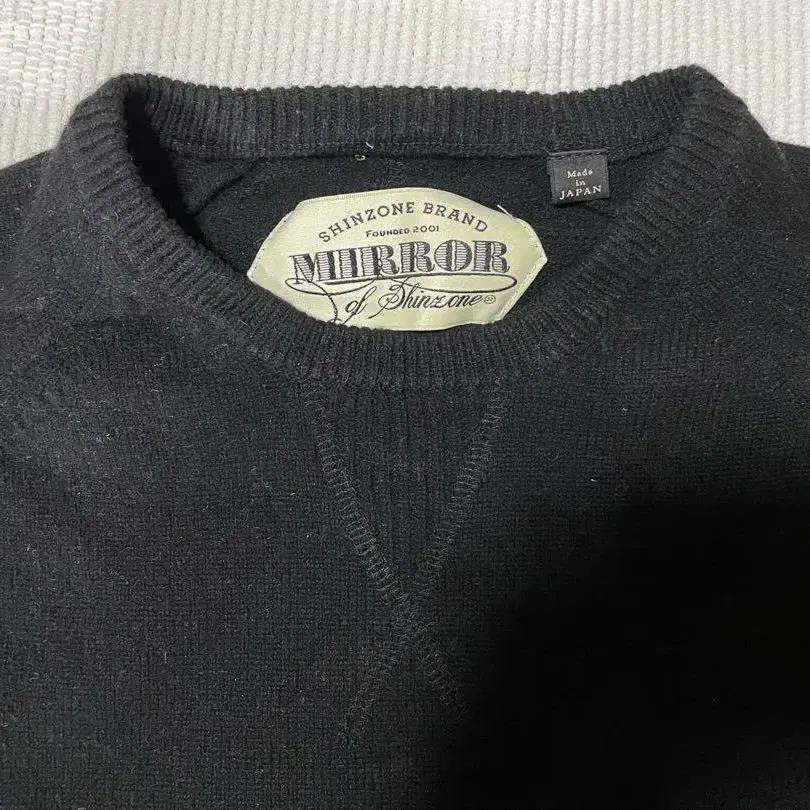 SHINZONE BRAND
FOUNDED 2001
MIRROR
of Shinzone®
Made
in
JAPAN